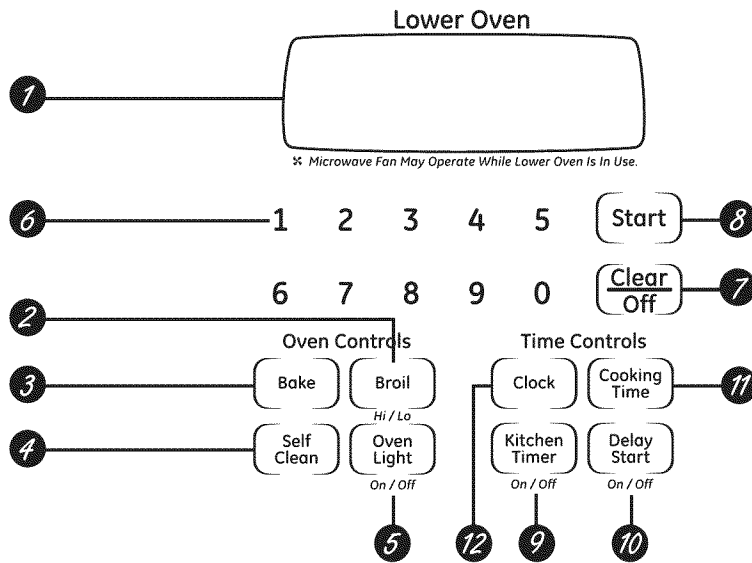 Lower Oven
1
Microwave Fan May Operate While Lower Oven Is In Use.
6 1 2 3 4 5 Start 8
6 7 8 9 0 Clear Off 7
2
Oven Controls Time Controls
3 Bake Broil Clock Cooking Time 11
Hi / Lo
4 Self Clean Oven Light Kitchen Timer Delay Start
On / Off On / Off On / Off
5 12 9 10